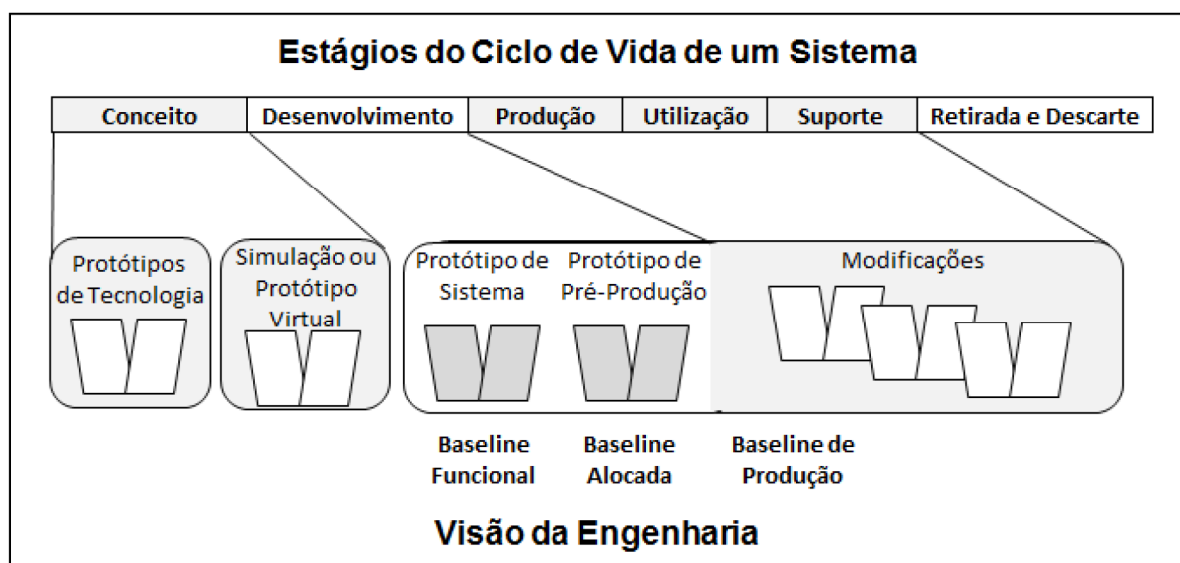 Estágios do Ciclo de Vida de um Sistema
Conceito Desenvolvimento Produção Utilização Suporte Retirada e Descarte
Protótipos
de Tecnologia
Simulação ou
Protótipo
Virtual
Protótipo de
Sistema
Protótipo de
Pré-Produção
Modificações
Baseline
Funcional
Baseline
Alocada
Baseline de
Produção
Visão da Engenharia